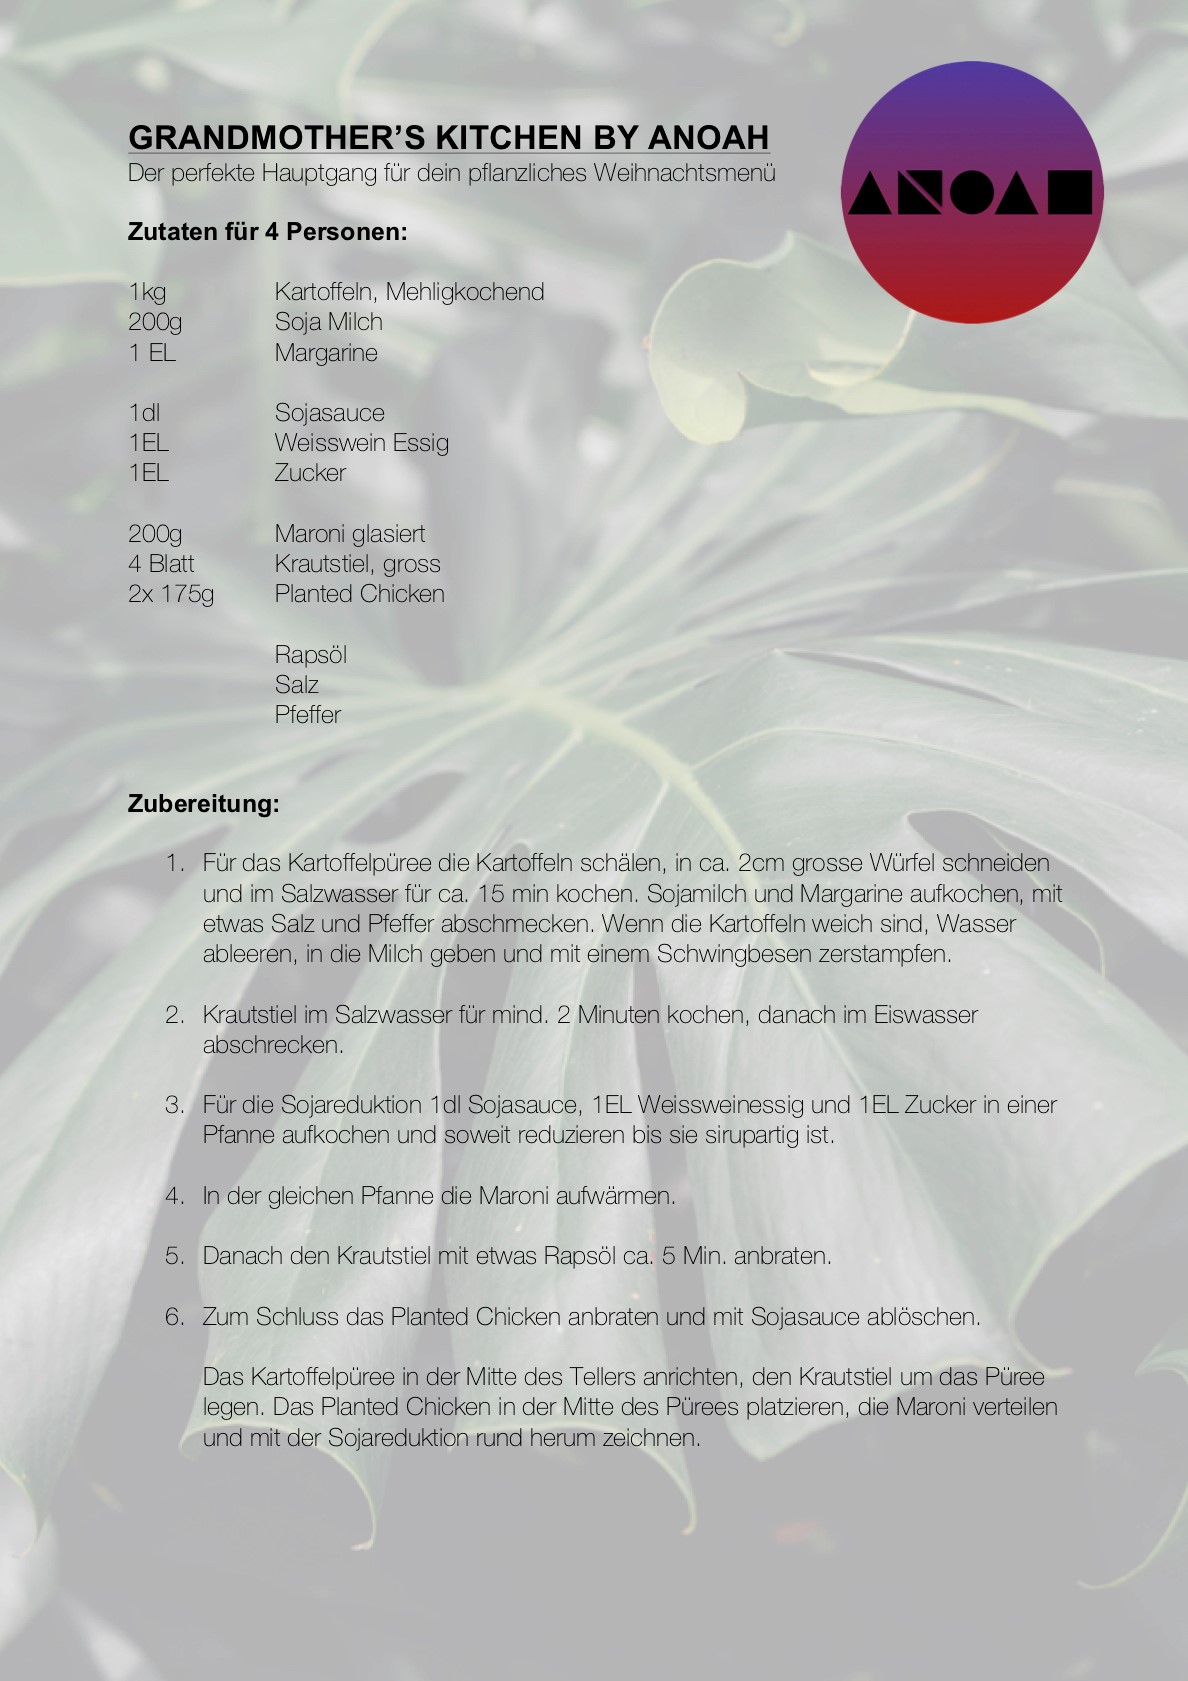 GRANDMOTHER’S KITCHEN BY ANOAH
Der perfekte Hauptgang für dein pflanzliches Weihnachtsmenü
ANOAH
Zutaten für 4 Personen:
1kg Kartoffeln, Mehligkochend
200g Soja Milch
1 EL Margarine
1dl Sojasauce
1EL Weisswein Essig
1EL Zucker
200g Maroni glasiert
4 Blatt Krautstiel, gross
2x 175g Planted Chicken
Rapsöl
Salz
Pfeffer
Zubereitung:
1. Für das Kartoffelpüree die Kartoffeln schälen, in ca. 2cm grosse Würfel schneiden
und im Salzwasser für ca. 15 min kochen. Sojamilch und Margarine aufkochen, mit
etwas Salz und Pfeffer abschmecken. Wenn die Kartoffeln weich sind, Wasser
ableeren, in die Milch geben und mit einem Schwingbesen zerstampfen.
2. Krautstiel im Salzwasser für mind. 2 Minuten kochen, danach im Eiswasser
abschrecken.
3. Für die Sojareduktion 1dl Sojasauce, 1EL Weissweinessig und 1EL Zucker in einer
Pfanne aufkochen und soweit reduzieren bis sie sirupartig ist.
4. In der gleichen Pfanne die Maroni aufwärmen.
5. Danach den Krautstiel mit etwas Rapsöl ca. 5 Min. anbraten.
6. Zum Schluss das Planted Chicken anbraten und mit Sojasauce ablöschen.
Das Kartoffelpüree in der Mitte des Tellers anrichten, den Krautstiel um das Püree
legen. Das Planted Chicken in der Mitte des Pürees platzieren, die Maroni verteilen
und mit der Sojareduktion rund herum zeichnen.